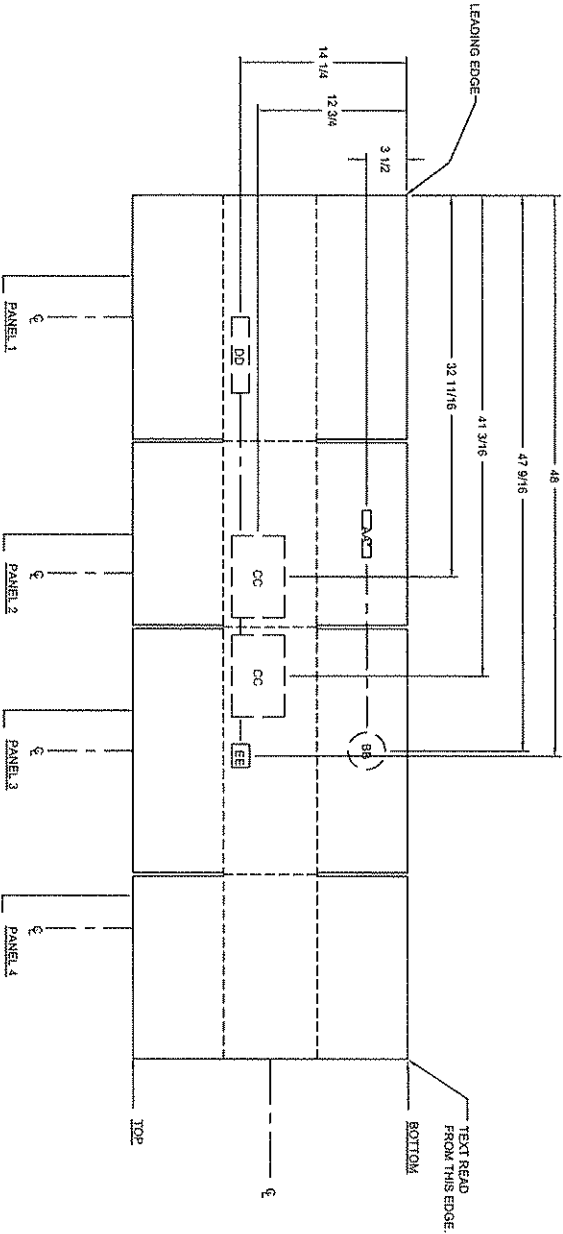 LEADING EDGE
14 1/4
12 3/4
3 1/2
48
47 9/16
41 3/16
32 11/16
DD
AA*
CC
CC
BB
EE
PANEL 1
℄
PANEL 2
℄
PANEL 3
℄
PANEL 4
℄
℄
TOP
BOTTOM
TEXT READ
FROM THIS EDGE.